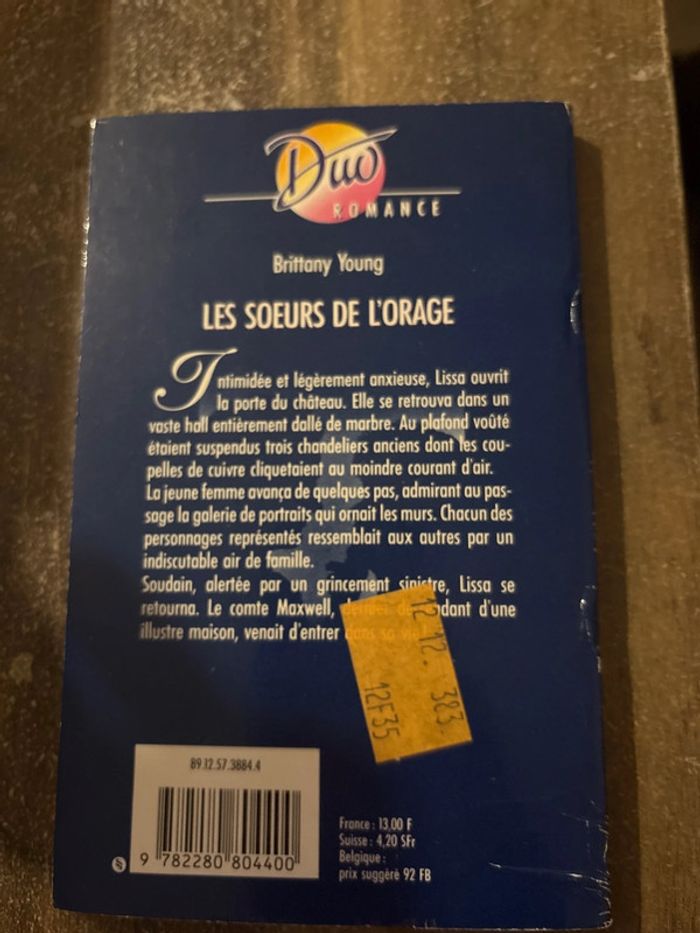 Duo
ROMANCE
Brittany Young
LES SOEURS DE L'ORAGE
Intimidée et légèrement anxieuse, Lissa ouvrit
la porte du château. Elle se retrouva dans un
vaste hall entièrement dallé de marbre. Au plafond voûté
étaient suspendus trois chandeliers anciens dont les cou-
pelles de cuivre cliquetaient au moindre courant d'air.
La jeune femme avança de quelques pas, admirant au pas-
sage la galerie de portraits qui ornait les murs. Chacun des
personnages représentés ressemblait aux autres par un
indiscutable air de famille.
Soudain, alertée par un grincement sinistre, Lissa se
retourna. Le comte Maxwell, dernier descendant d'une
illustre maison, venait d'entrer dans sa vie
12 12. 383
12F35
89.12.57.3884.4
9 782280 804400
France : 13,00 F
Suisse : 4,20 SFr
Belgique :
prix suggéré 92 FB